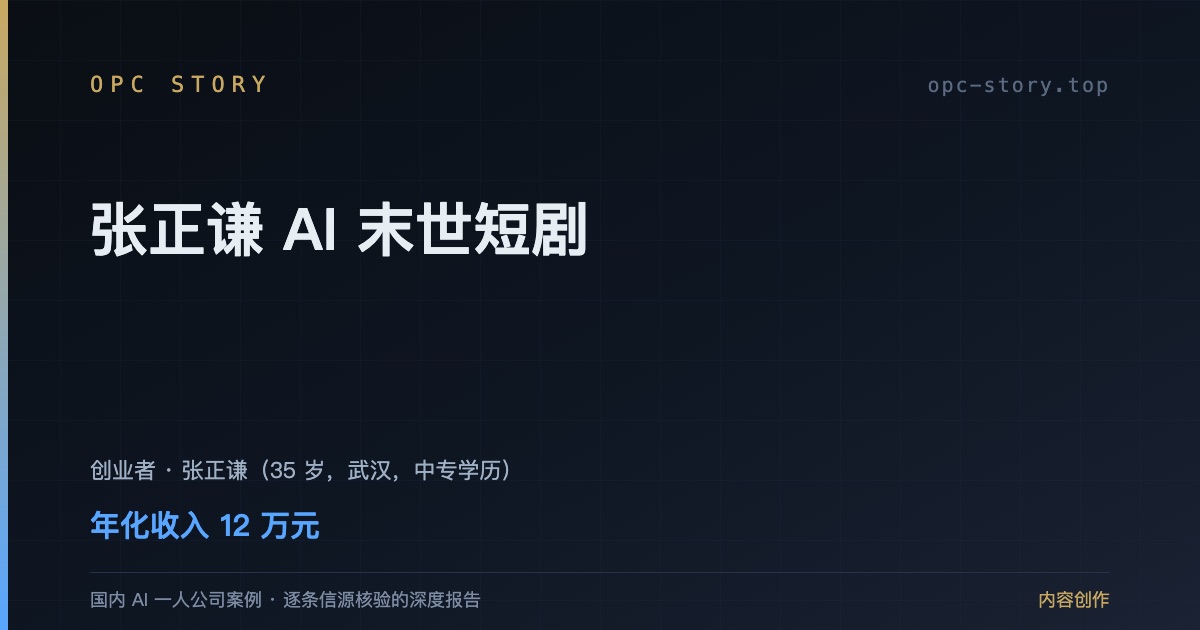 OPC STORY
opc-story.top
张正谦 AI 末世短剧
创业者 · 张正谦（35 岁，武汉，中专学历）
年化收入 12 万元
国内 AI 一人公司案例 · 逐条信源核验的深度报告
内容创作